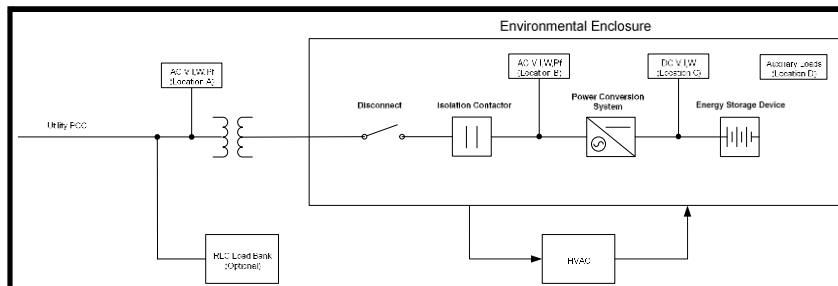 Environmental Enclosure
AC V,I,W,Pf
(Location A)
AC V,I,W,Pf
(Location B)
DC V,I,W
(Location C)
Auxiliary Loads
(Location D)
Disconnect
Isolation Contactor
Power Conversion
System
Energy Storage Device
Utility PCC
RLC Load Bank
(Optional)
HVAC